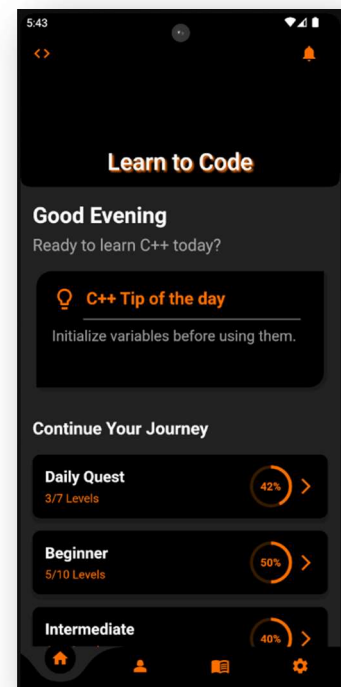 5:43
Learn to Code
Good Evening
Ready to learn C++ today?
C++ Tip of the day
Initialize variables before using them.
Continue Your Journey
Daily Quest
3/7 Levels
42%
Beginner
5/10 Levels
50%
Intermediate
40%